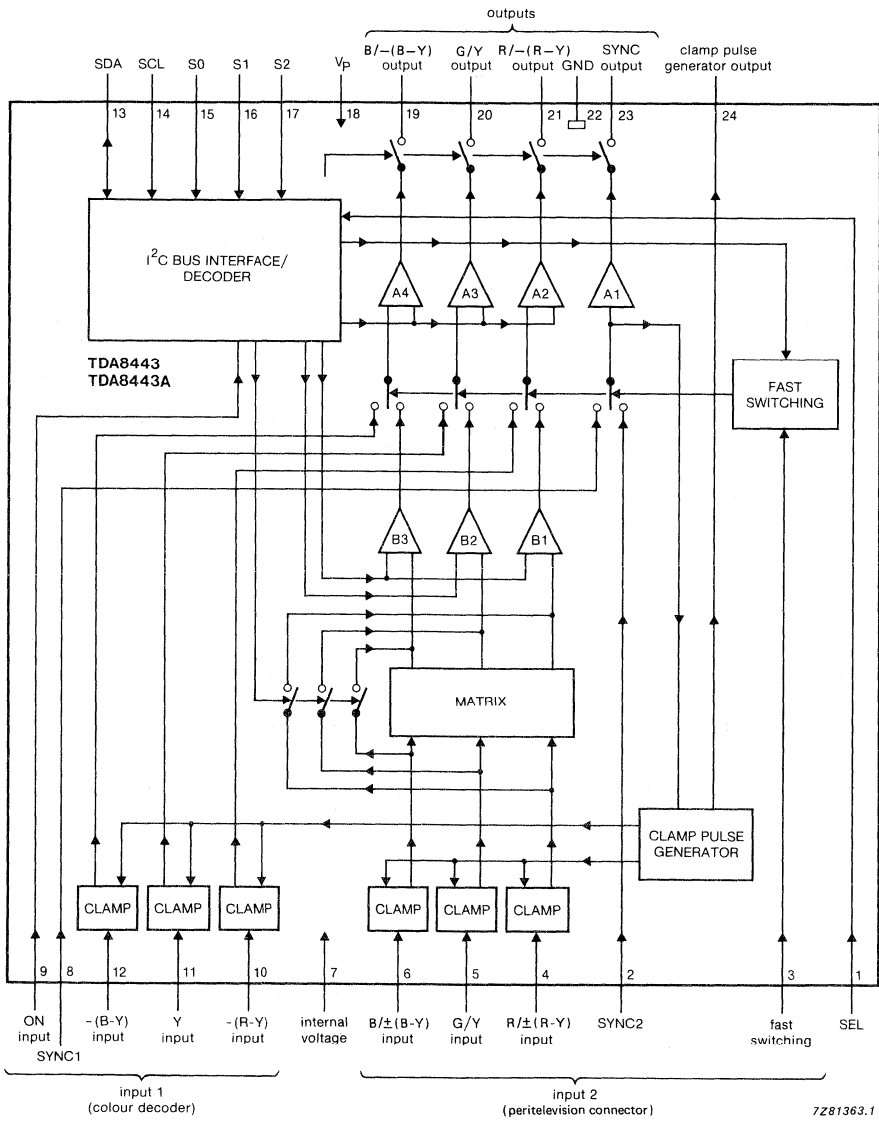 outputs
B/−(B−Y) output
G/Y output
R/−(R−Y) output
SYNC output
clamp pulse generator output
SDA SCL S0 S1 S2 Vp GND
13 14 15 16 17 18 19 20 21 22 23 24
I²C BUS INTERFACE/
DECODER
A4 A3 A2 A1
TDA8443
TDA8443A
FAST
SWITCHING
B3 B2 B1
MATRIX
CLAMP PULSE
GENERATOR
CLAMP CLAMP CLAMP CLAMP CLAMP CLAMP
9 8 12 11 10 7 6 5 4 2 3 1
ON input
SYNC1
-(B-Y) input
Y input
-(R-Y) input
internal voltage
B/±(B-Y) input
G/Y input
R/±(R-Y) input
SYNC2
fast switching
SEL
input 1
(colour decoder)
input 2
(peritelevision connector)
7Z81363.1